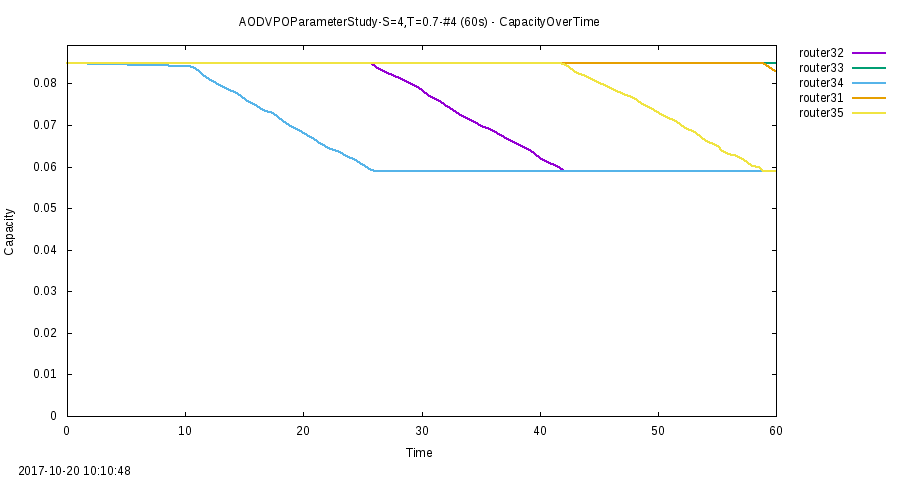 AODVPOParameterStudy-S=4,T=0.7-#4 (60s) - CapacityOverTime
router32
router33
router34
router31
router35
0.08
0.07
0.06
0.05
0.04
0.03
0.02
0.01
0
Capacity
0 10 20 30 40 50 60
Time
2017-10-20 10:10:48